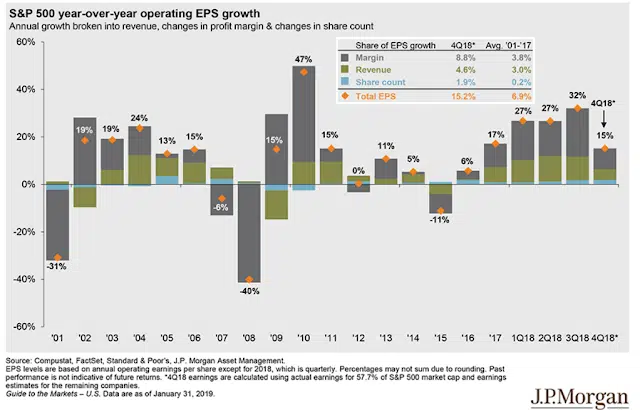 S&P 500 year-over-year operating EPS growth
Annual growth broken into revenue, changes in profit margin & changes in share count
60%
40%
20%
0%
-20%
-40%
-60%
Share of EPS growth 4Q18* Avg. '01-'17
Margin 8.8% 3.8%
Revenue 4.6% 3.0%
Share count 1.9% 0.2%
Total EPS 15.2% 6.9%
-31%
19%
19%
24%
13%
15%
-6%
-40%
15%
47%
15%
0%
11%
5%
-11%
6%
17%
27%
27%
32%
4Q18*
15%
'01 '02 '03 '04 '05 '06 '07 '08 '09 '10 '11 '12 '13 '14 '15 '16 '17 1Q18 2Q18 3Q18 4Q18*
Source: Compustat, FactSet, Standard & Poor's, J.P. Morgan Asset Management.
EPS levels are based on annual operating earnings per share except for 2018, which is quarterly. Percentages may not sum due to rounding. Past
performance is not indicative of future returns. *4Q18 earnings are calculated using actual earnings for 57.7% of S&P 500 market cap and earnings
estimates for the remaining companies.
Guide to the Markets – U.S. Data are as of January 31, 2019.
J.P.Morgan